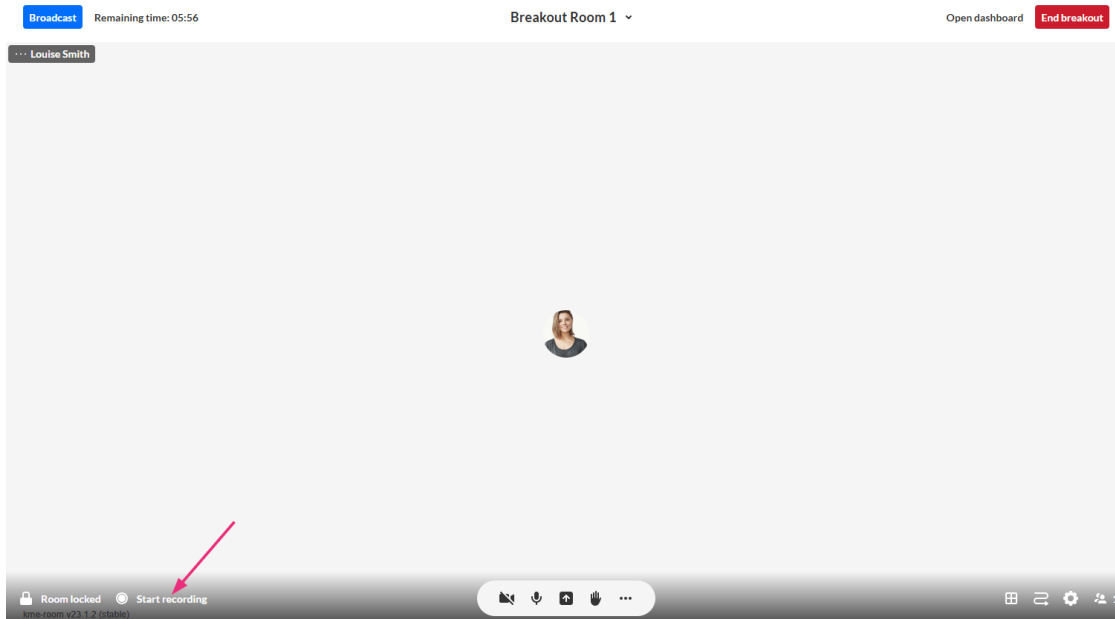 Broadcast Remaining time: 05:56 Breakout Room 1 Open dashboard End breakout
··· Louise Smith
Room locked Start recording
kme-room v23.1.2 (stable)